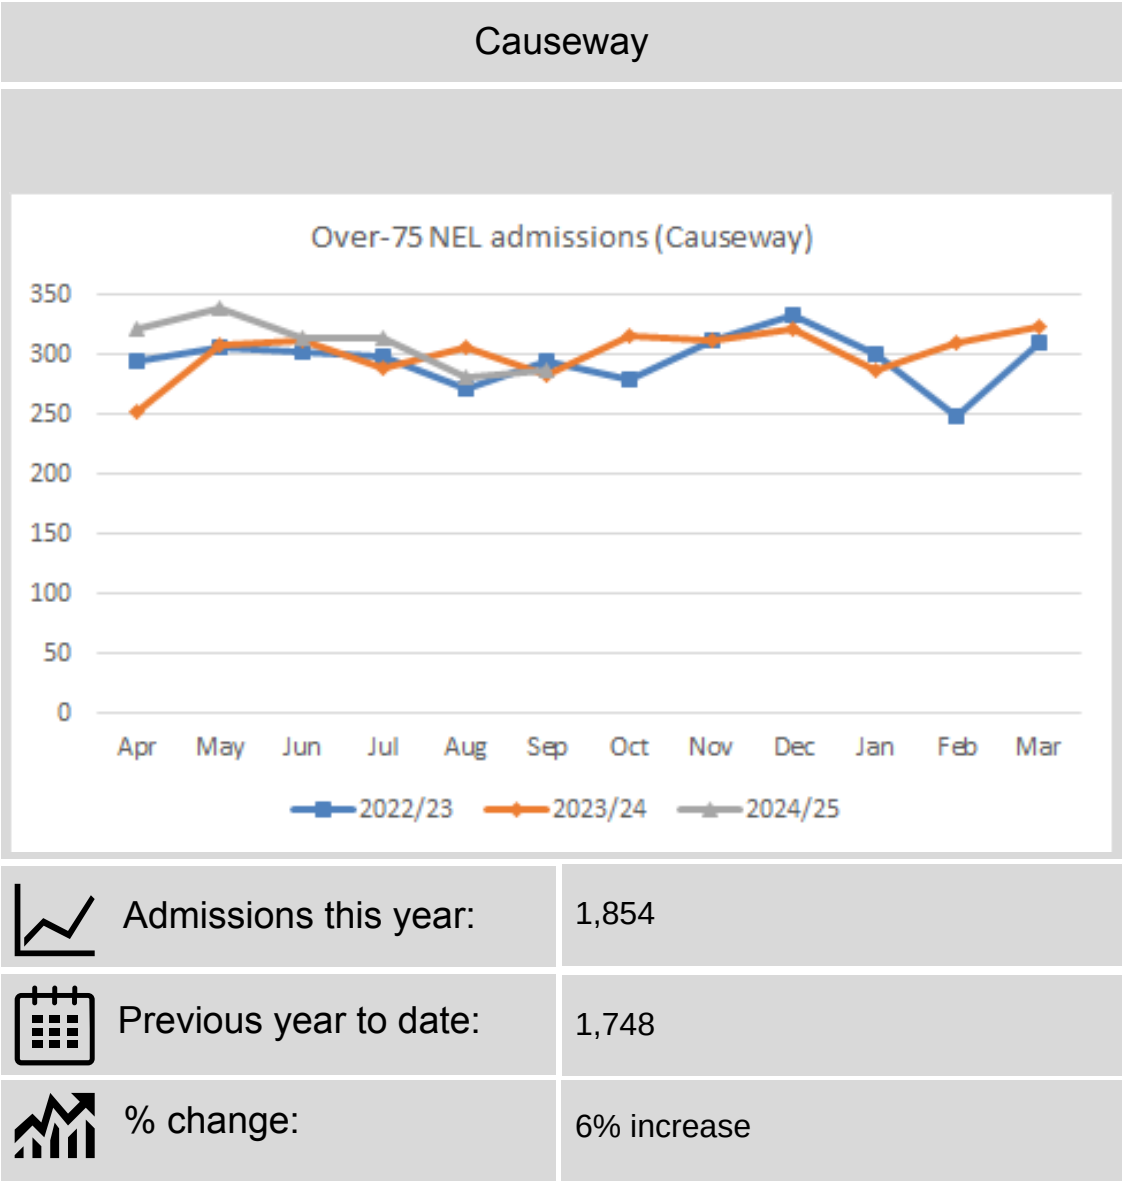 Causeway
Over-75 NEL admissions (Causeway)
350
300
250
200
150
100
50
0
Apr May Jun Jul Aug Sep Oct Nov Dec Jan Feb Mar
2022/23 2023/24 2024/25
Admissions this year: 1,854
Previous year to date: 1,748
% change: 6% increase